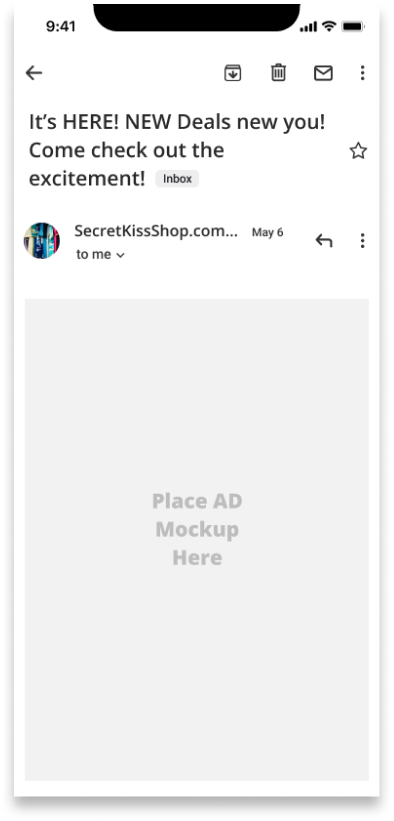 9:41
It’s HERE! NEW Deals new you!
Come check out the
excitement! Inbox
SecretKissShop.com... May 6
to me
Place AD
Mockup
Here